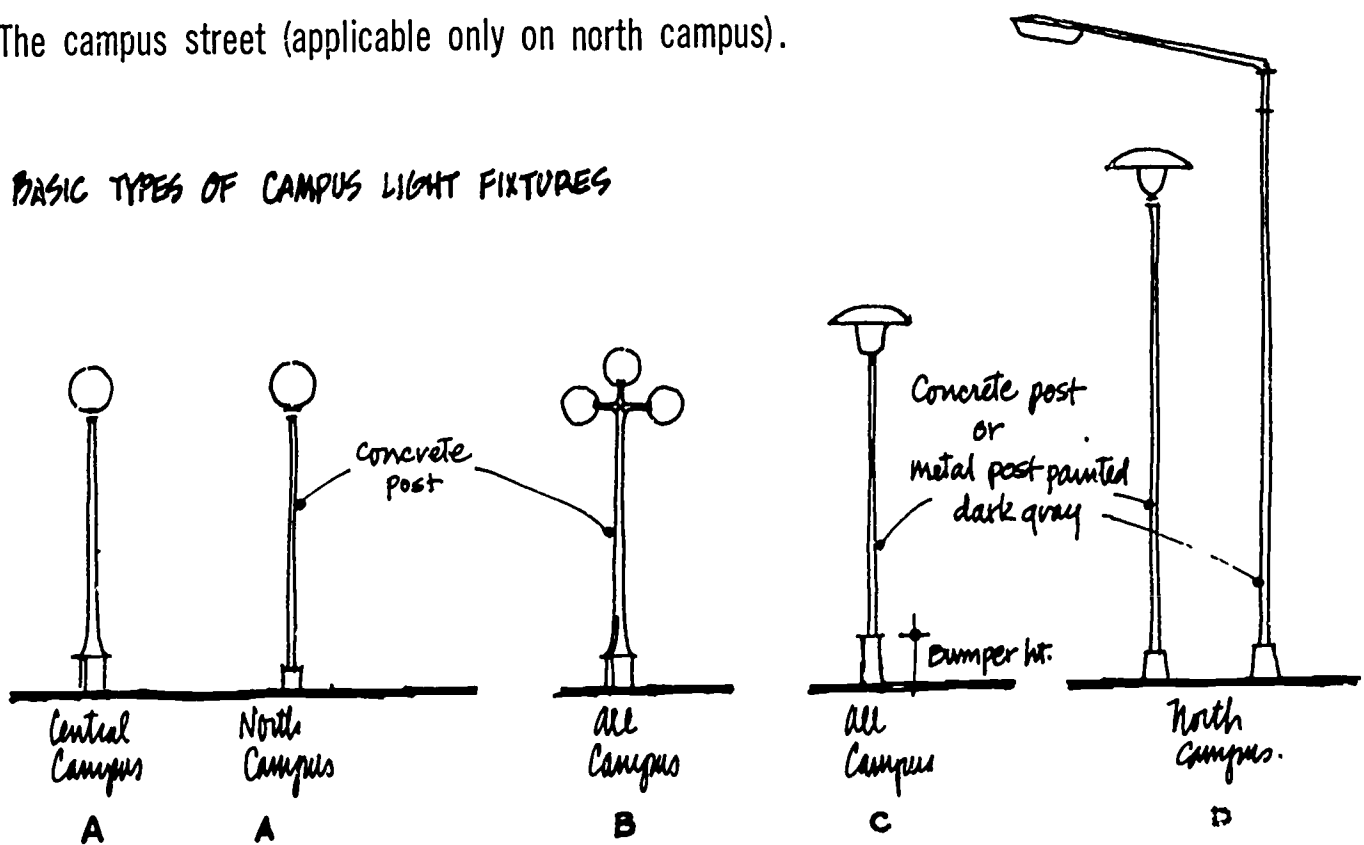 The campus street (applicable only on north campus).
BASIC TYPES OF CAMPUS LIGHT FIXTURES
Concrete
post
Concrete post
or
metal post painted
dark gray
Bumper ht.
Central
Campus
North
Campus
All
Campus
All
Campus
North
Campus.
A
A
B
C
D